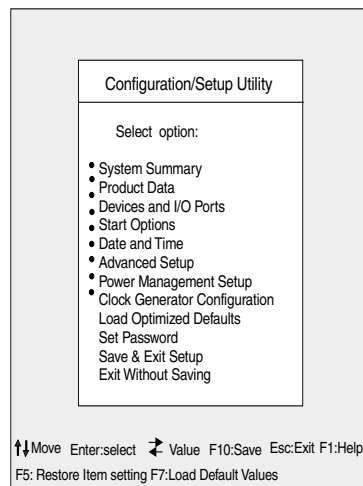 Configuration/Setup Utility
Select option:
• System Summary
• Product Data
• Devices and I/O Ports
• Start Options
• Date and Time
• Advanced Setup
• Power Management Setup
• Clock Generator Configuration
Load Optimized Defaults
Set Password
Save & Exit Setup
Exit Without Saving
↑↓Move Enter:select ⇄ Value F10:Save Esc:Exit F1:Help
F5: Restore Item setting F7:Load Default Values